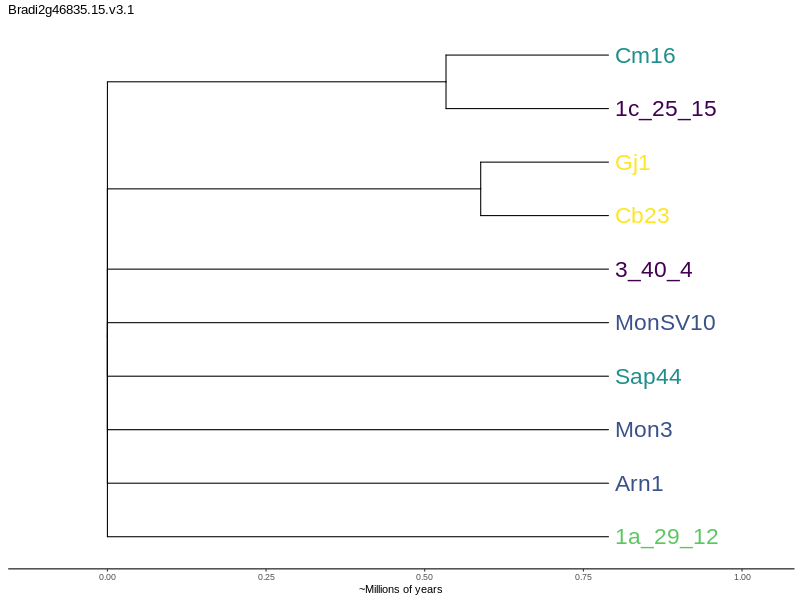 Bradi2g46835.15.v3.1
Cm16
1c_25_15
Gj1
Cb23
3_40_4
MonSV10
Sap44
Mon3
Arn1
1a_29_12
0.00 0.25 0.50 0.75 1.00
~Millions of years